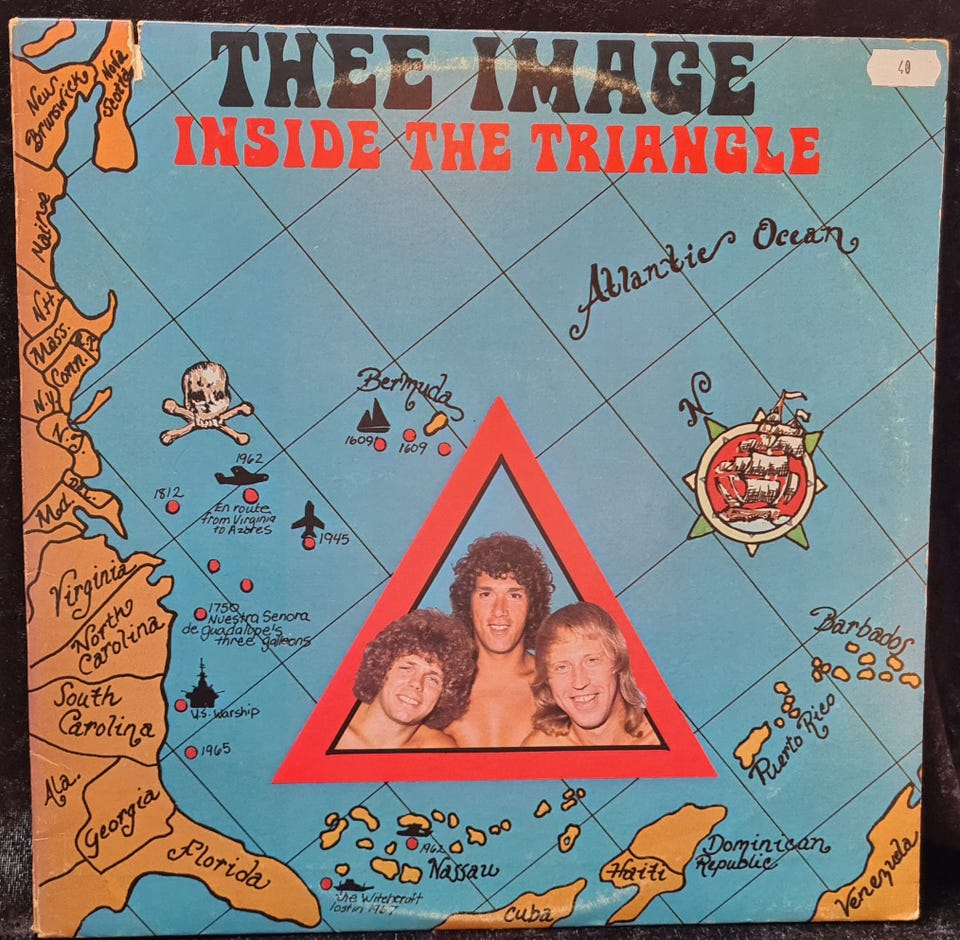 THEE IMAGE
INSIDE THE TRIANGLE
40
New
Brunswick
Nova
Scotia
Maine
Atlantic Ocean
N.H.
Mass.
R.I.
Conn.
N.Y.
N.J.
Del.
Md.
Bermuda
1609
1609
N
1962
En route
from Virginia
to Azores
1812
1945
Virginia
North
Carolina
1750
Nuestra Senora
de guadalope's
three galleons
South
Carolina
U.S. Warship
1965
Barbados
Puerto Rico
Ala.
Georgia
Florida
1962
Nassau
the Witchcraft
lost in 1967
Cuba
Haiti
Dominican
Republic
Venezuela